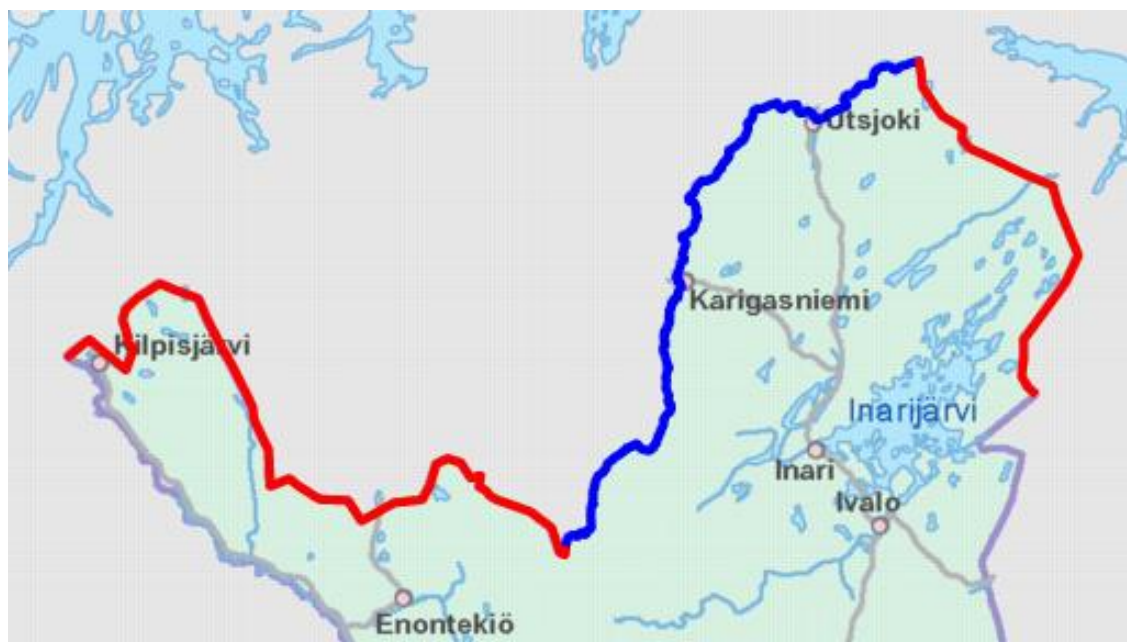 Utsjoki
Karigasniemi
Kilpisjärvi
Inarijärvi
Inari
Ivalo
Enontekiö